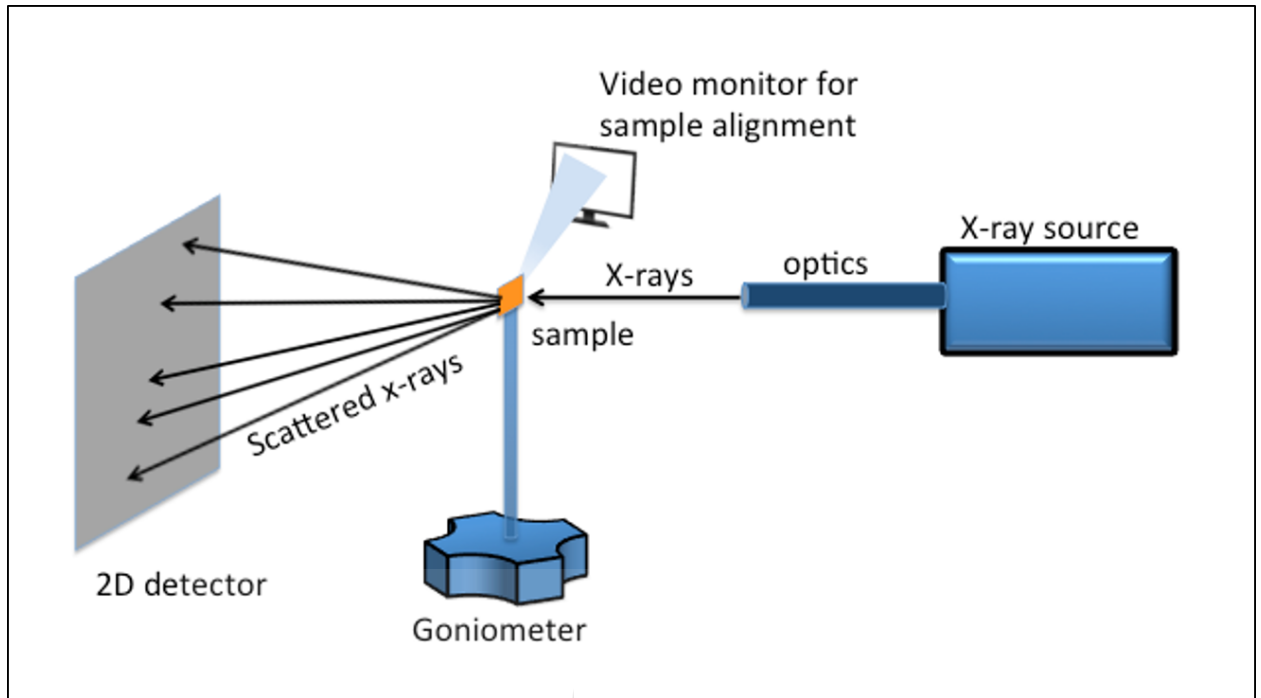 Video monitor for
sample alignment
X-ray source
optics
X-rays
sample
Scattered x-rays
2D detector
Goniometer